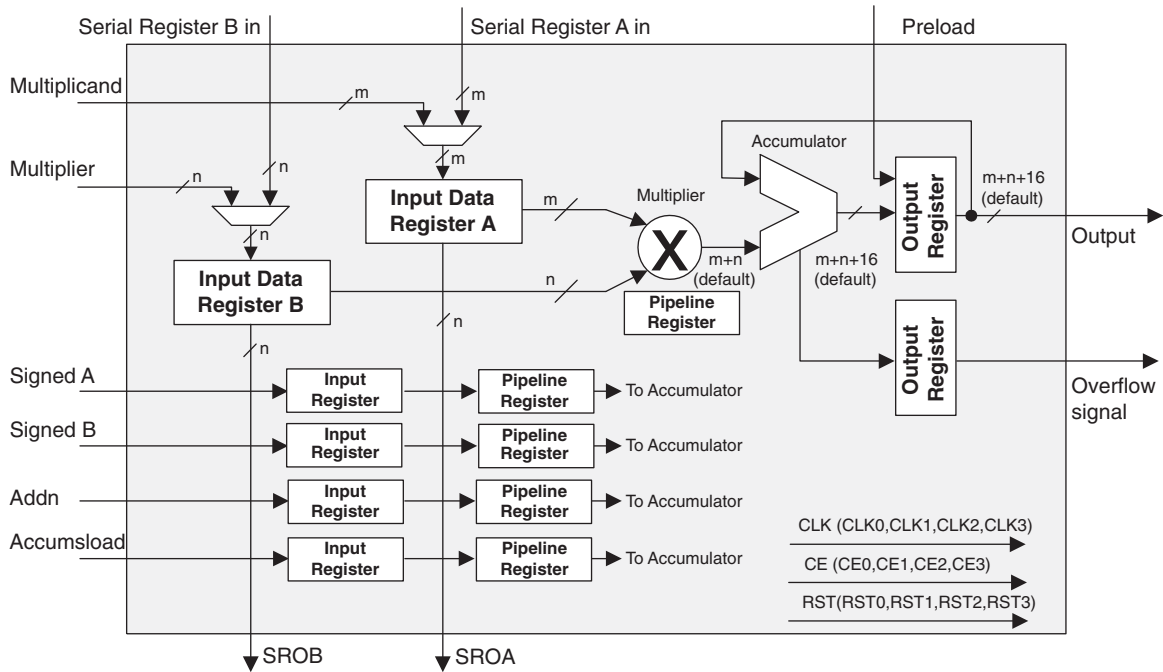 Serial Register B in
Serial Register A in
Preload
Multiplicand
m
m
Accumulator
Multiplier
n
n
m
Input Data
Register A
m
Multiplier
X
m+n
(default)
m+n+16
(default)
Output
Register
m+n+16
(default)
Output
n
Input Data
Register B
n
Pipeline
Register
n
n
Output
Register
Overflow
signal
Signed A
Input
Register
Pipeline
Register
To Accumulator
Signed B
Input
Register
Pipeline
Register
To Accumulator
Addn
Input
Register
Pipeline
Register
To Accumulator
Accumsload
Input
Register
Pipeline
Register
To Accumulator
CLK (CLK0,CLK1,CLK2,CLK3)
CE (CE0,CE1,CE2,CE3)
RST(RST0,RST1,RST2,RST3)
SROB
SROA